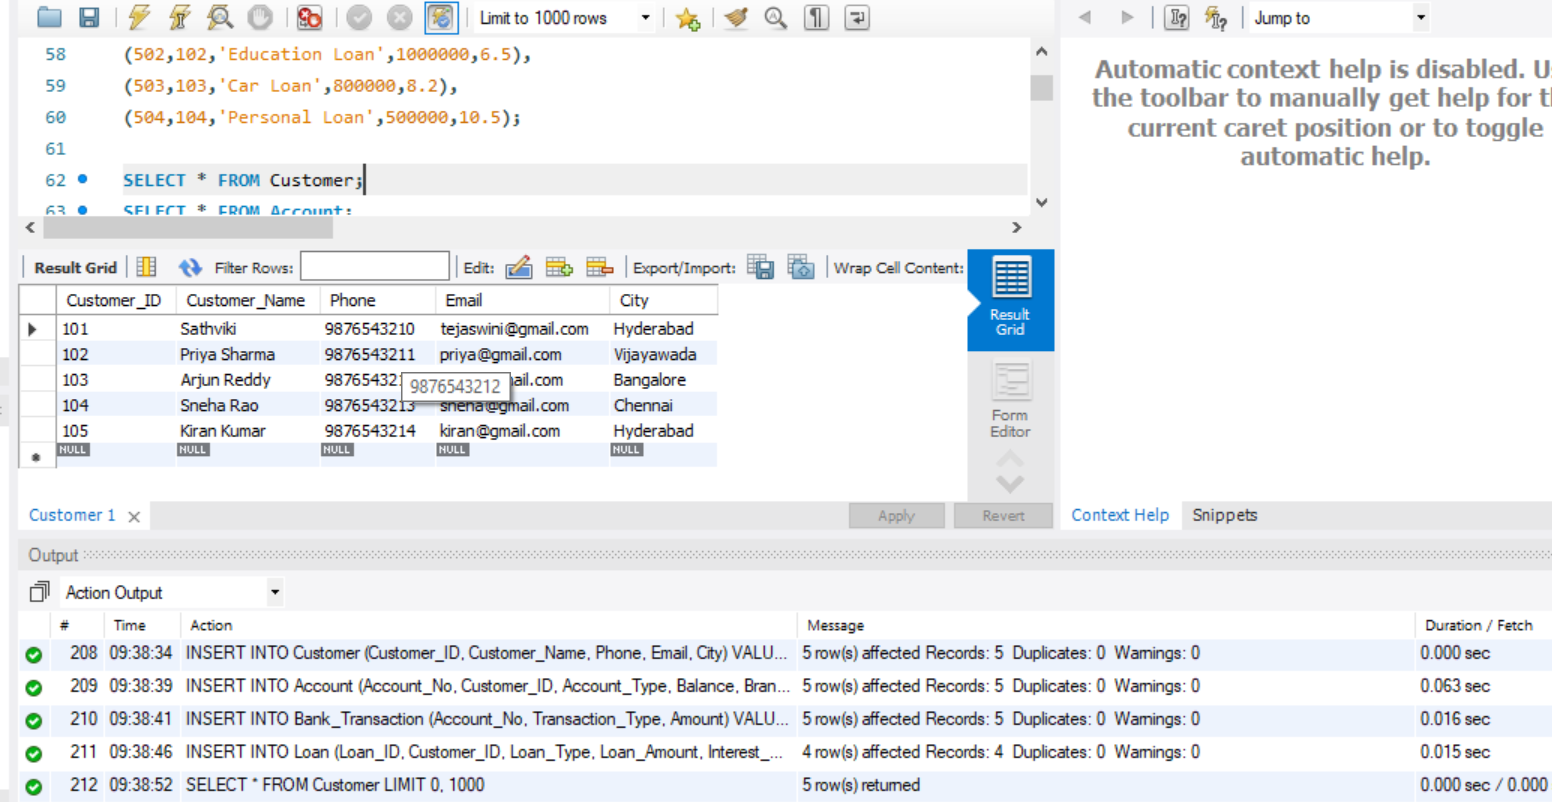 Limit to 1000 rows
Jump to
58 (502,102,'Education Loan',1000000,6.5),
59 (503,103,'Car Loan',800000,8.2),
60 (504,104,'Personal Loan',500000,10.5);
61
62 SELECT * FROM Customer;
63 SELECT * FROM Account;
Automatic context help is disabled. Us
the toolbar to manually get help for th
current caret position or to toggle
automatic help.
Result Grid Filter Rows: Edit: Export/Import: Wrap Cell Content:
Customer_ID Customer_Name Phone Email City
101 Sathviki 9876543210 tejaswini@gmail.com Hyderabad
102 Priya Sharma 9876543211 priya@gmail.com Vijayawada
103 Arjun Reddy 987654321 9876543212 ail.com Bangalore
104 Sneha Rao 9876543213 sneha@gmail.com Chennai
105 Kiran Kumar 9876543214 kiran@gmail.com Hyderabad
NULL NULL NULL NULL NULL
Result
Grid
Form
Editor
Customer 1 Apply Revert
Context Help Snippets
Output
Action Output
# Time Action Message Duration / Fetch
208 09:38:34 INSERT INTO Customer (Customer_ID, Customer_Name, Phone, Email, City) VALU... 5 row(s) affected Records: 5 Duplicates: 0 Warnings: 0 0.000 sec
209 09:38:39 INSERT INTO Account (Account_No, Customer_ID, Account_Type, Balance, Bran... 5 row(s) affected Records: 5 Duplicates: 0 Warnings: 0 0.063 sec
210 09:38:41 INSERT INTO Bank_Transaction (Account_No, Transaction_Type, Amount) VALU... 5 row(s) affected Records: 5 Duplicates: 0 Warnings: 0 0.016 sec
211 09:38:46 INSERT INTO Loan (Loan_ID, Customer_ID, Loan_Type, Loan_Amount, Interest_... 4 row(s) affected Records: 4 Duplicates: 0 Warnings: 0 0.015 sec
212 09:38:52 SELECT * FROM Customer LIMIT 0, 1000 5 row(s) returned 0.000 sec / 0.000